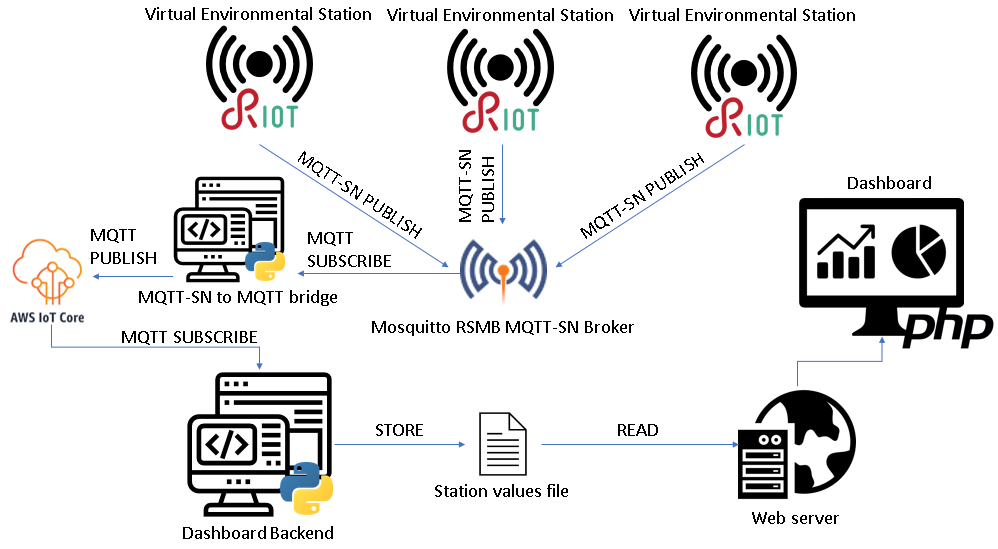 Virtual Environmental Station
Virtual Environmental Station
Virtual Environmental Station
RIOT
RIOT
RIOT
MQTT-SN PUBLISH
MQTT-SN
PUBLISH
MQTT-SN PUBLISH
Dashboard
</>
MQTT
PUBLISH
MQTT
SUBSCRIBE
MQTT-SN to MQTT bridge
AWS IoT Core
Mosquitto RSMB MQTT-SN Broker
php
MQTT SUBSCRIBE
</>
STORE
READ
Station values file
Web server
Dashboard Backend